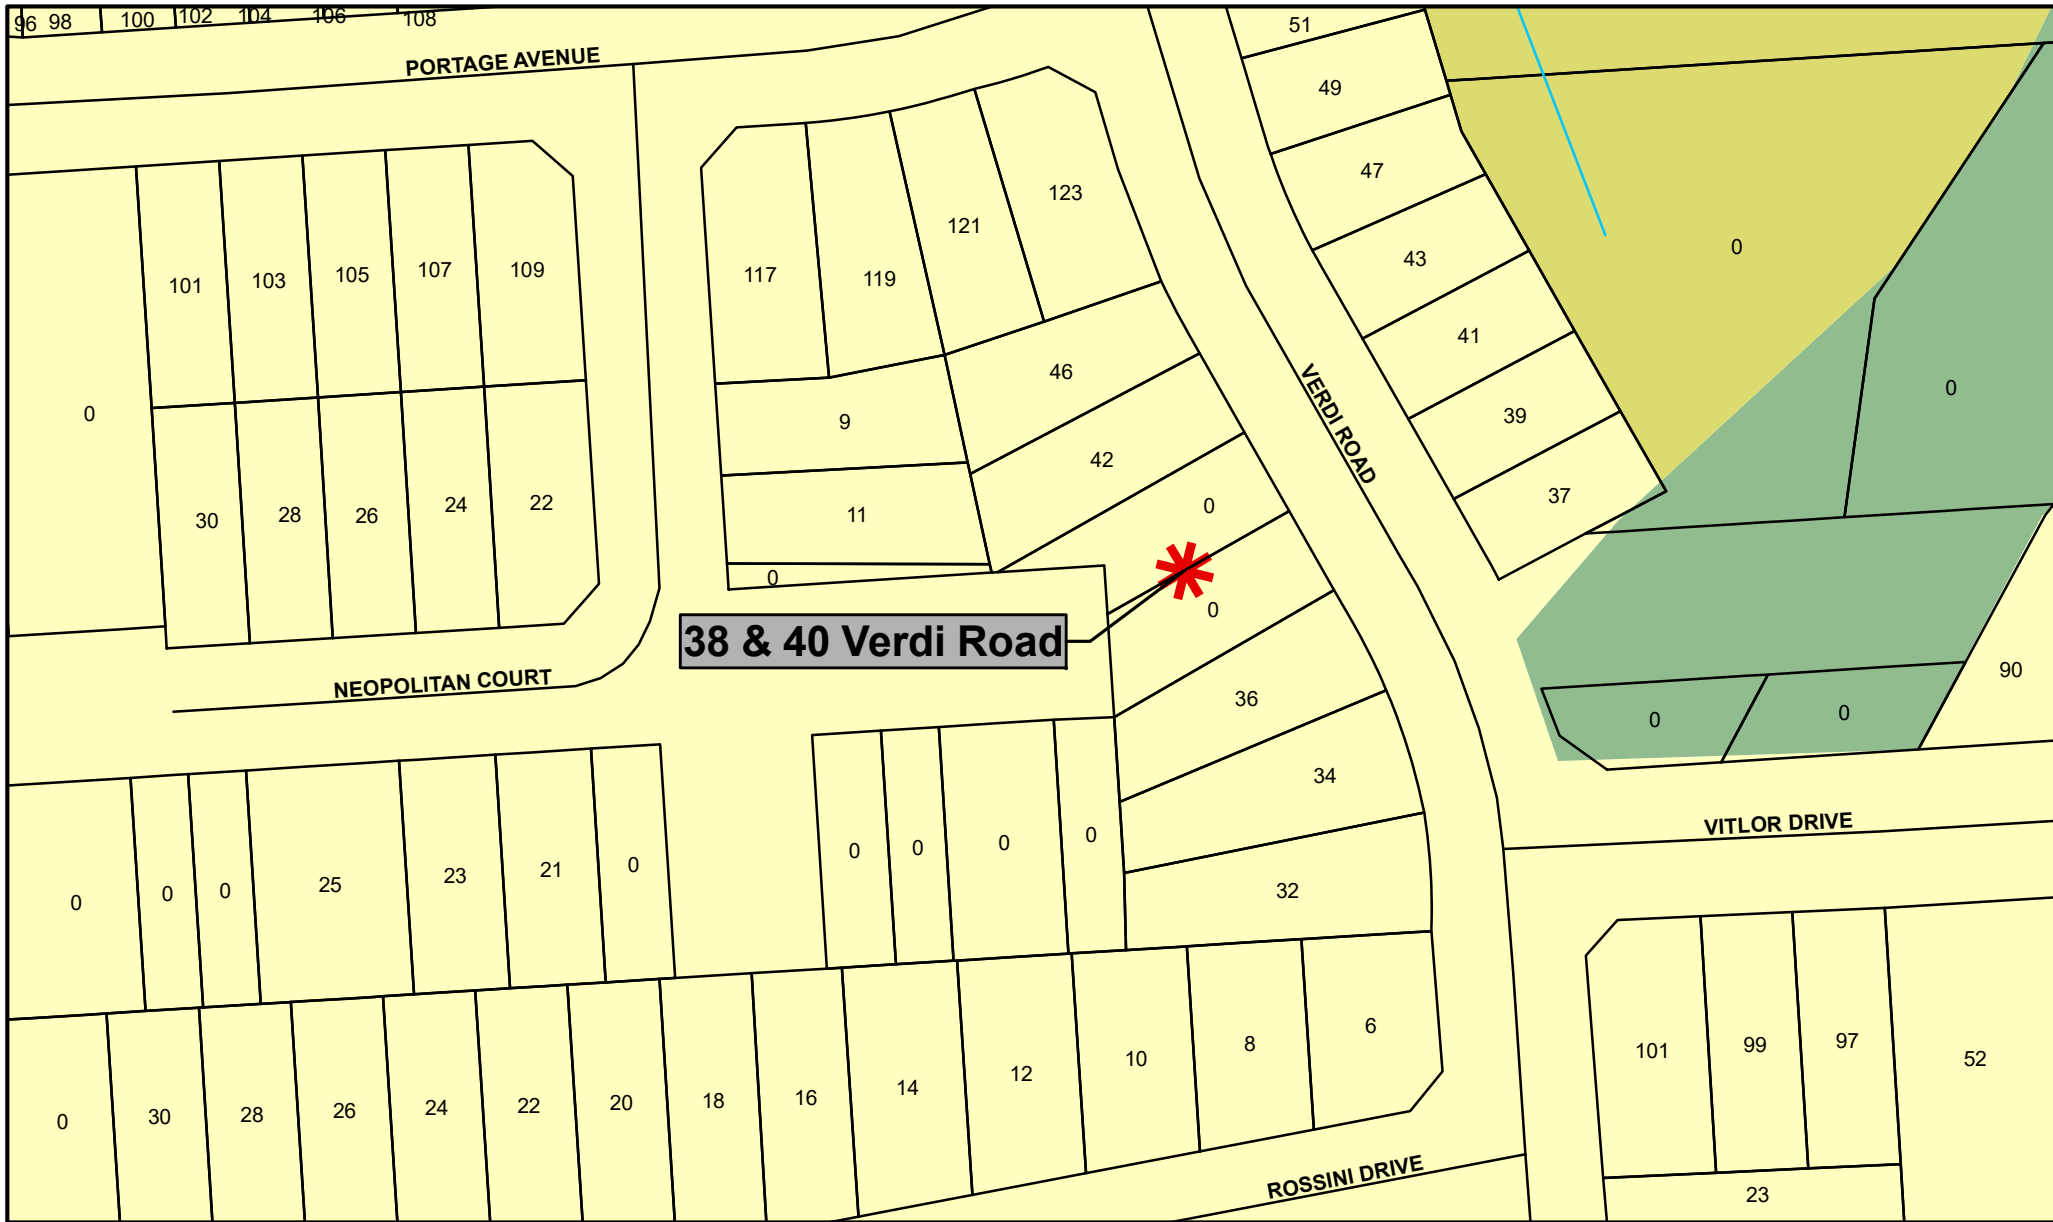 96 98 100 102 104 106 108
PORTAGE AVENUE
51
49
47
43
41
39
37
VERDI ROAD
0
0
101 103 105 107 109
0
30 28 26 24 22
117 119 121 123
9
11
0
46
42
0
0
38 & 40 Verdi Road
36
34
32
NEOPOLITAN COURT
0 0 0 25 23 21 0
0 0 0 0
0 0 90
VITLOR DRIVE
0 30 28 26 24 22 20 18 16 14 12 10 8 6
ROSSINI DRIVE
101 99 97 52
23